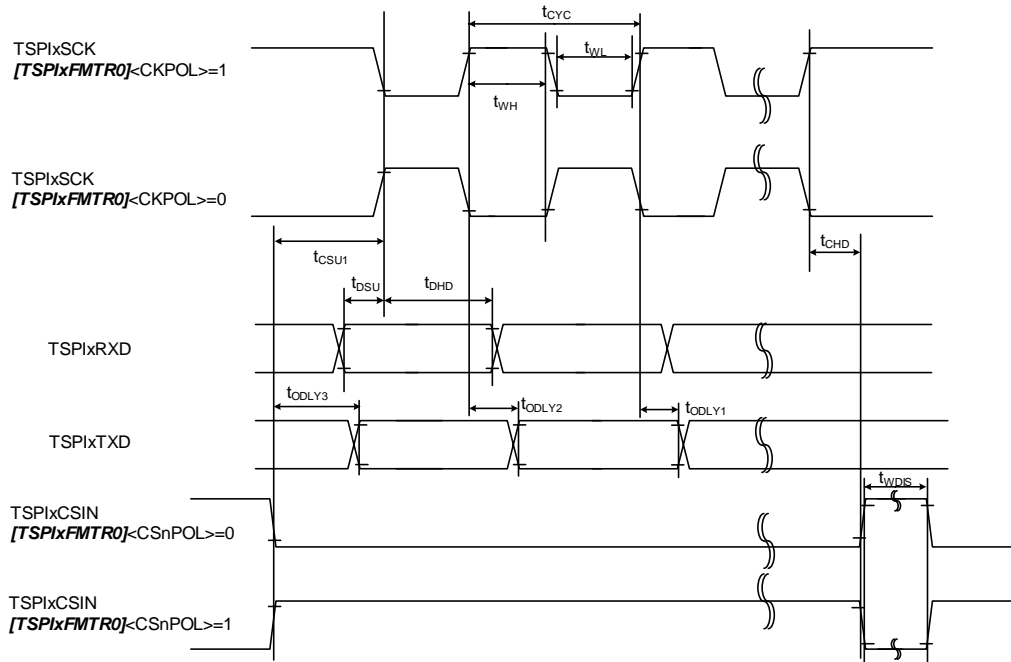 tCYC
TSPIxSCK
[TSPIxFMTR0]<CKPOL>=1
tWL
tWH
TSPIxSCK
[TSPIxFMTR0]<CKPOL>=0
tCSU1
tCHD
tDSU
tDHD
TSPIxRXD
tODLY3
tODLY2
tODLY1
TSPIxTXD
tWDIS
TSPIxCSIN
[TSPIxFMTR0]<CSnPOL>=0
TSPIxCSIN
[TSPIxFMTR0]<CSnPOL>=1